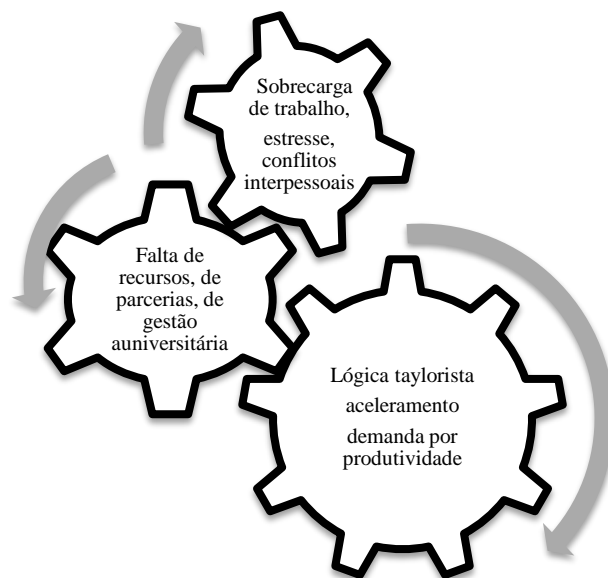 Sobrecarga
de trabalho,
estresse,
conflitos
interpessoais
Falta de
recursos, de
parcerias, de
gestão
auniversitária
Lógica taylorista
aceleramento
demanda por
produtividade